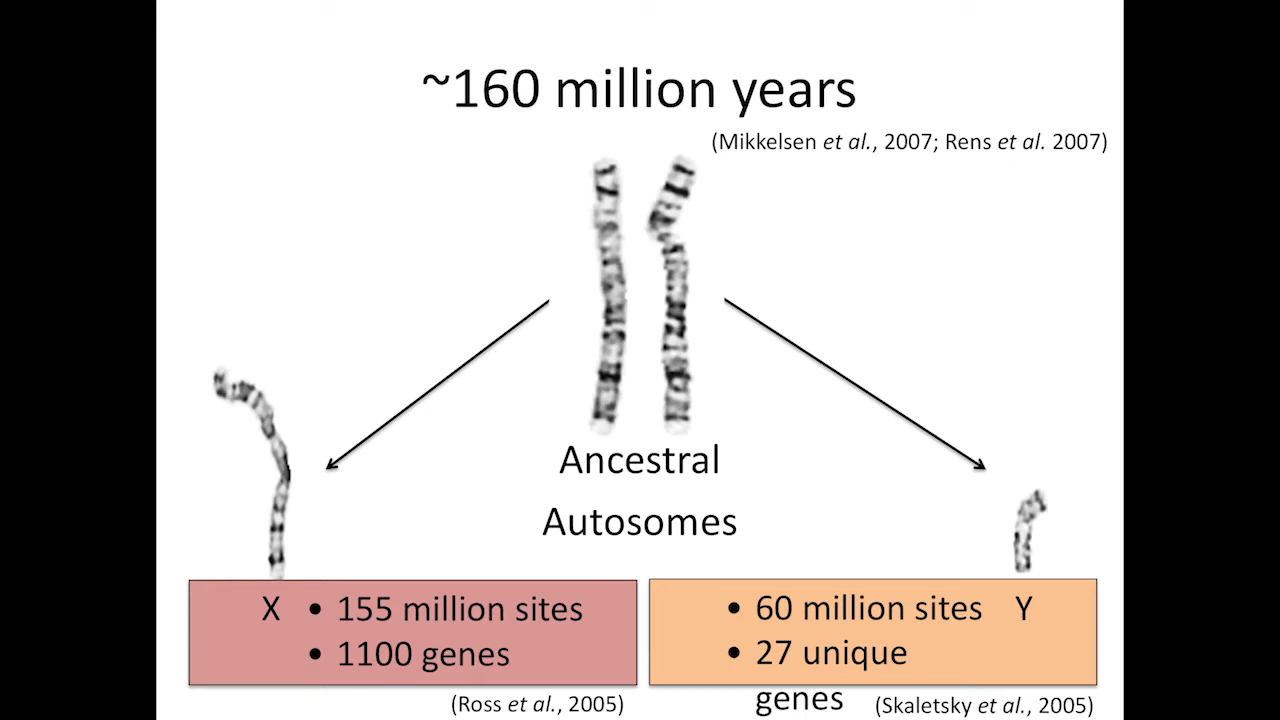 ~160 million years
(Mikkelsen et al., 2007; Rens et al. 2007)
Ancestral
Autosomes
X • 155 million sites
• 1100 genes
(Ross et al., 2005)
• 60 million sites Y
• 27 unique
genes
(Skaletsky et al., 2005)